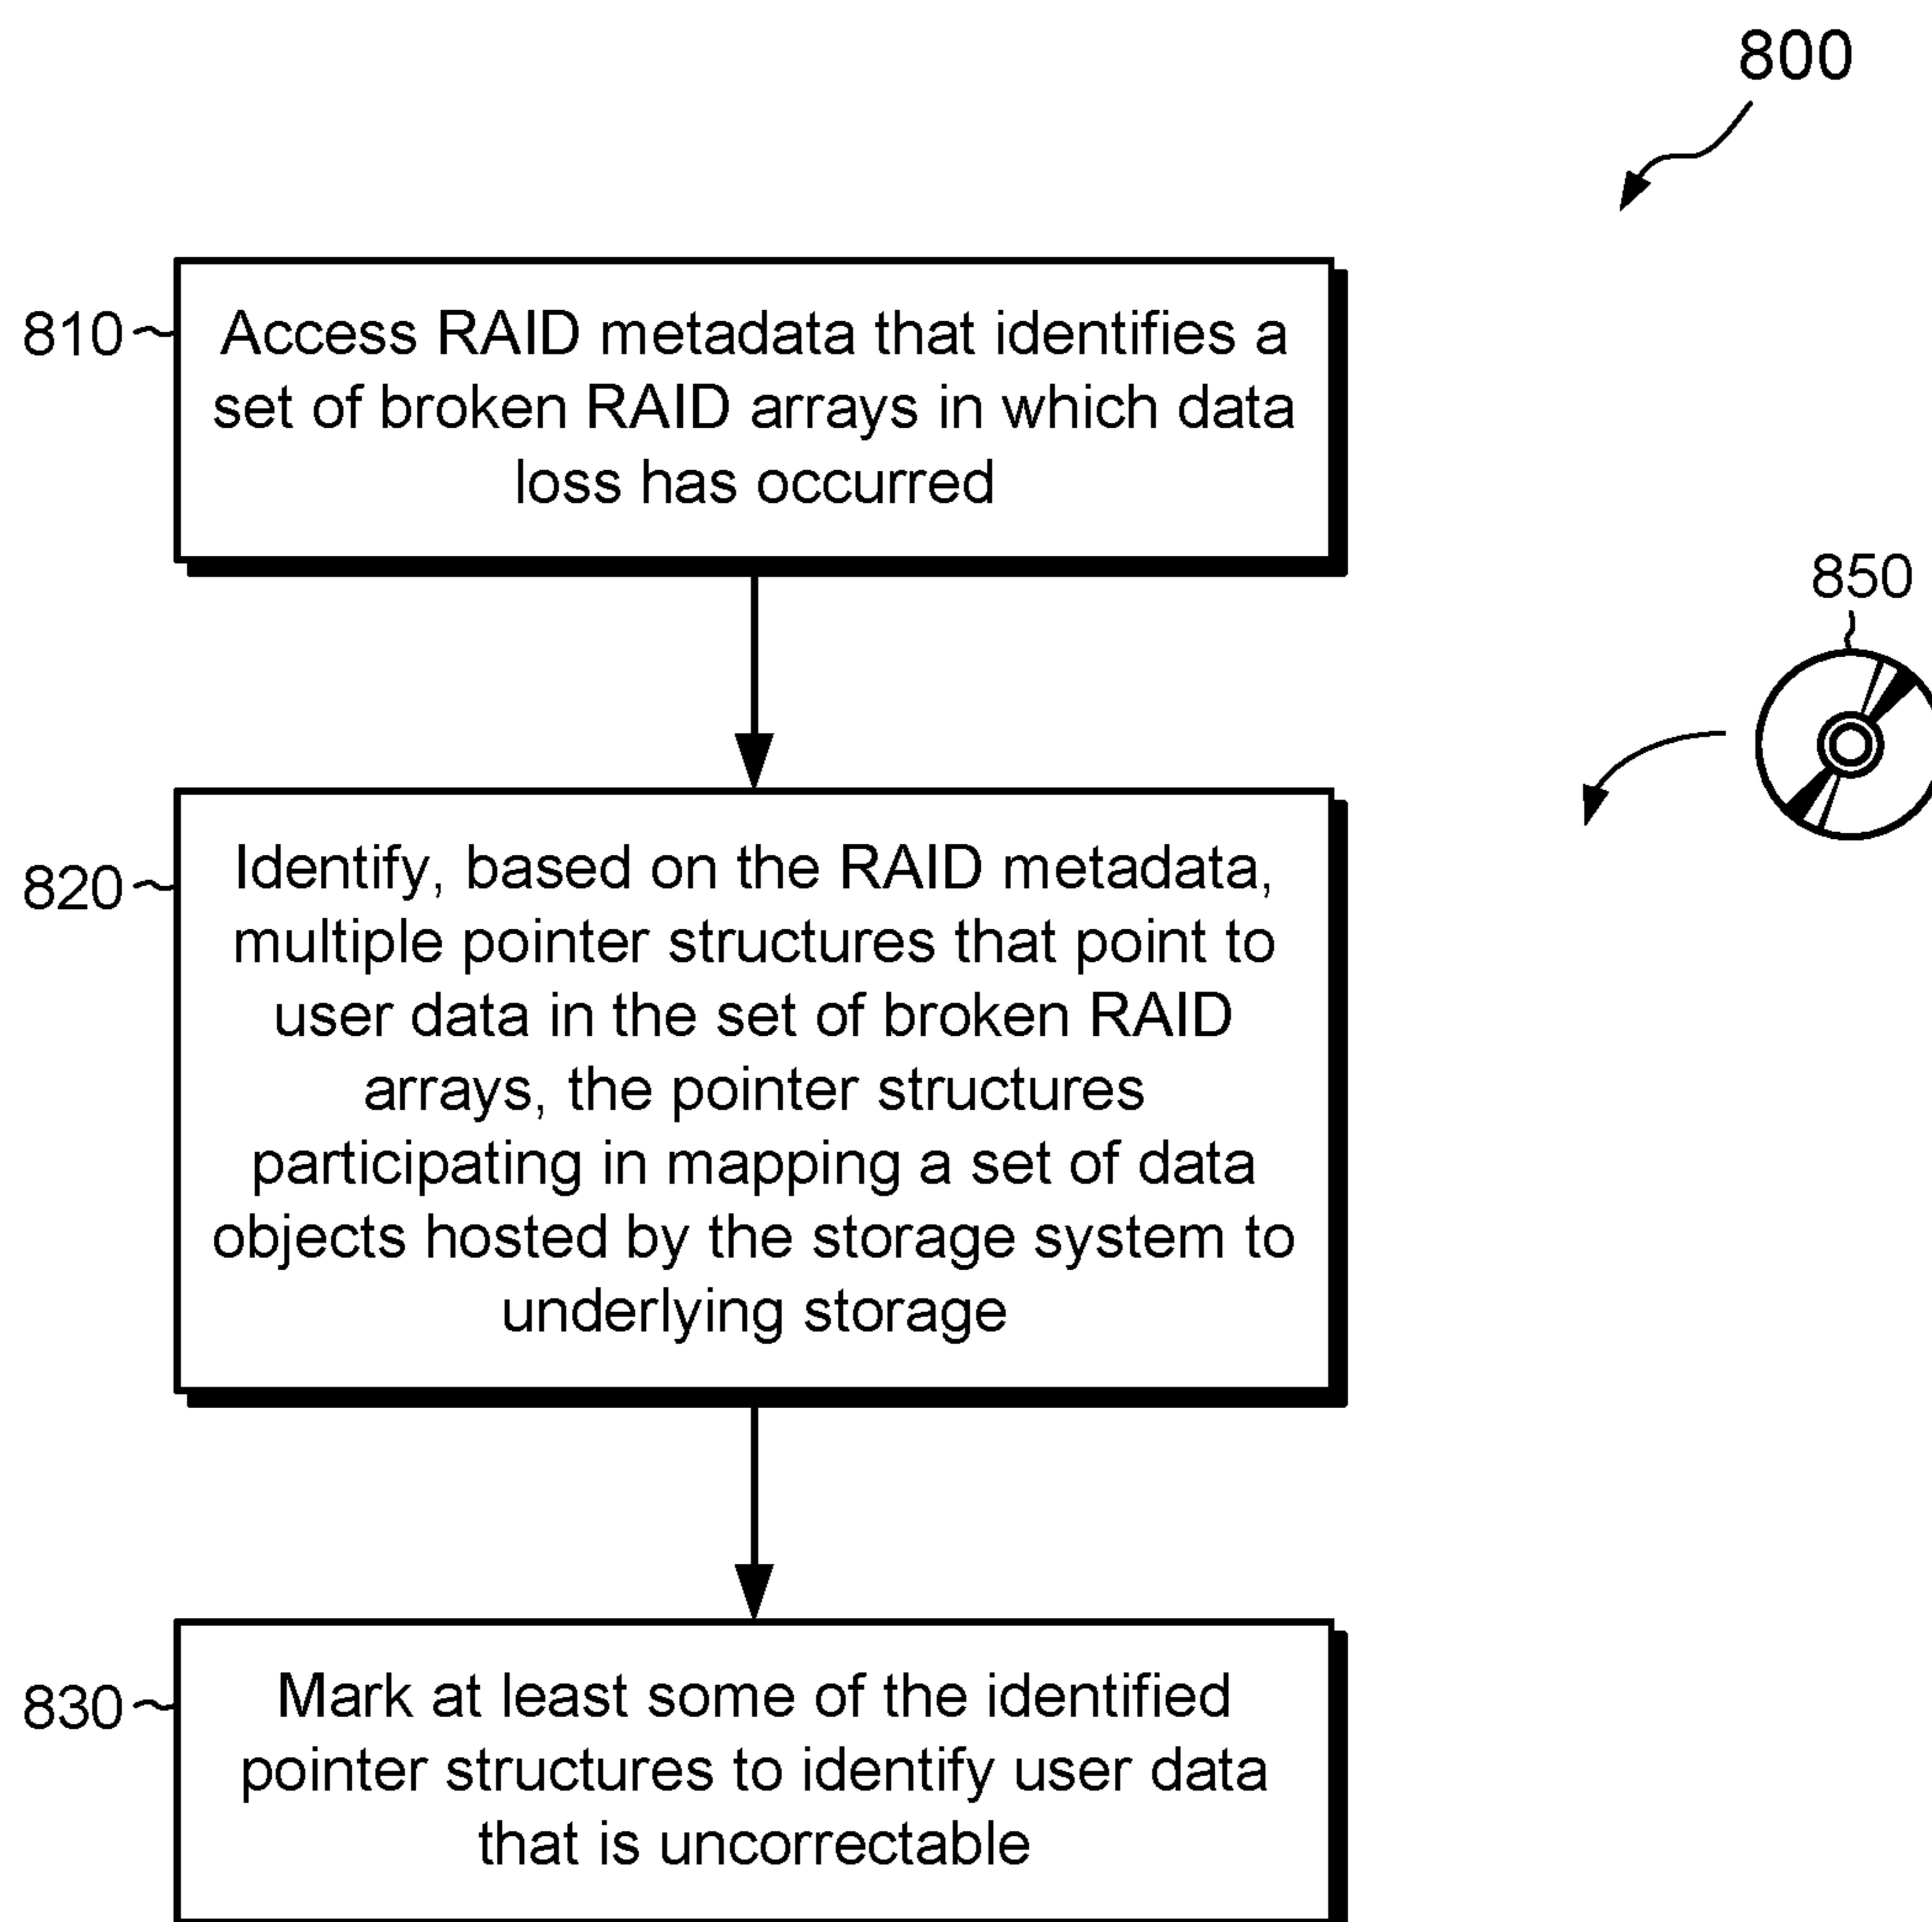 800
810
Access RAID metadata that identifies a
set of broken RAID arrays in which data
loss has occurred
850
820
Identify, based on the RAID metadata,
multiple pointer structures that point to
user data in the set of broken RAID
arrays, the pointer structures
participating in mapping a set of data
objects hosted by the storage system to
underlying storage
830
Mark at least some of the identified
pointer structures to identify user data
that is uncorrectable